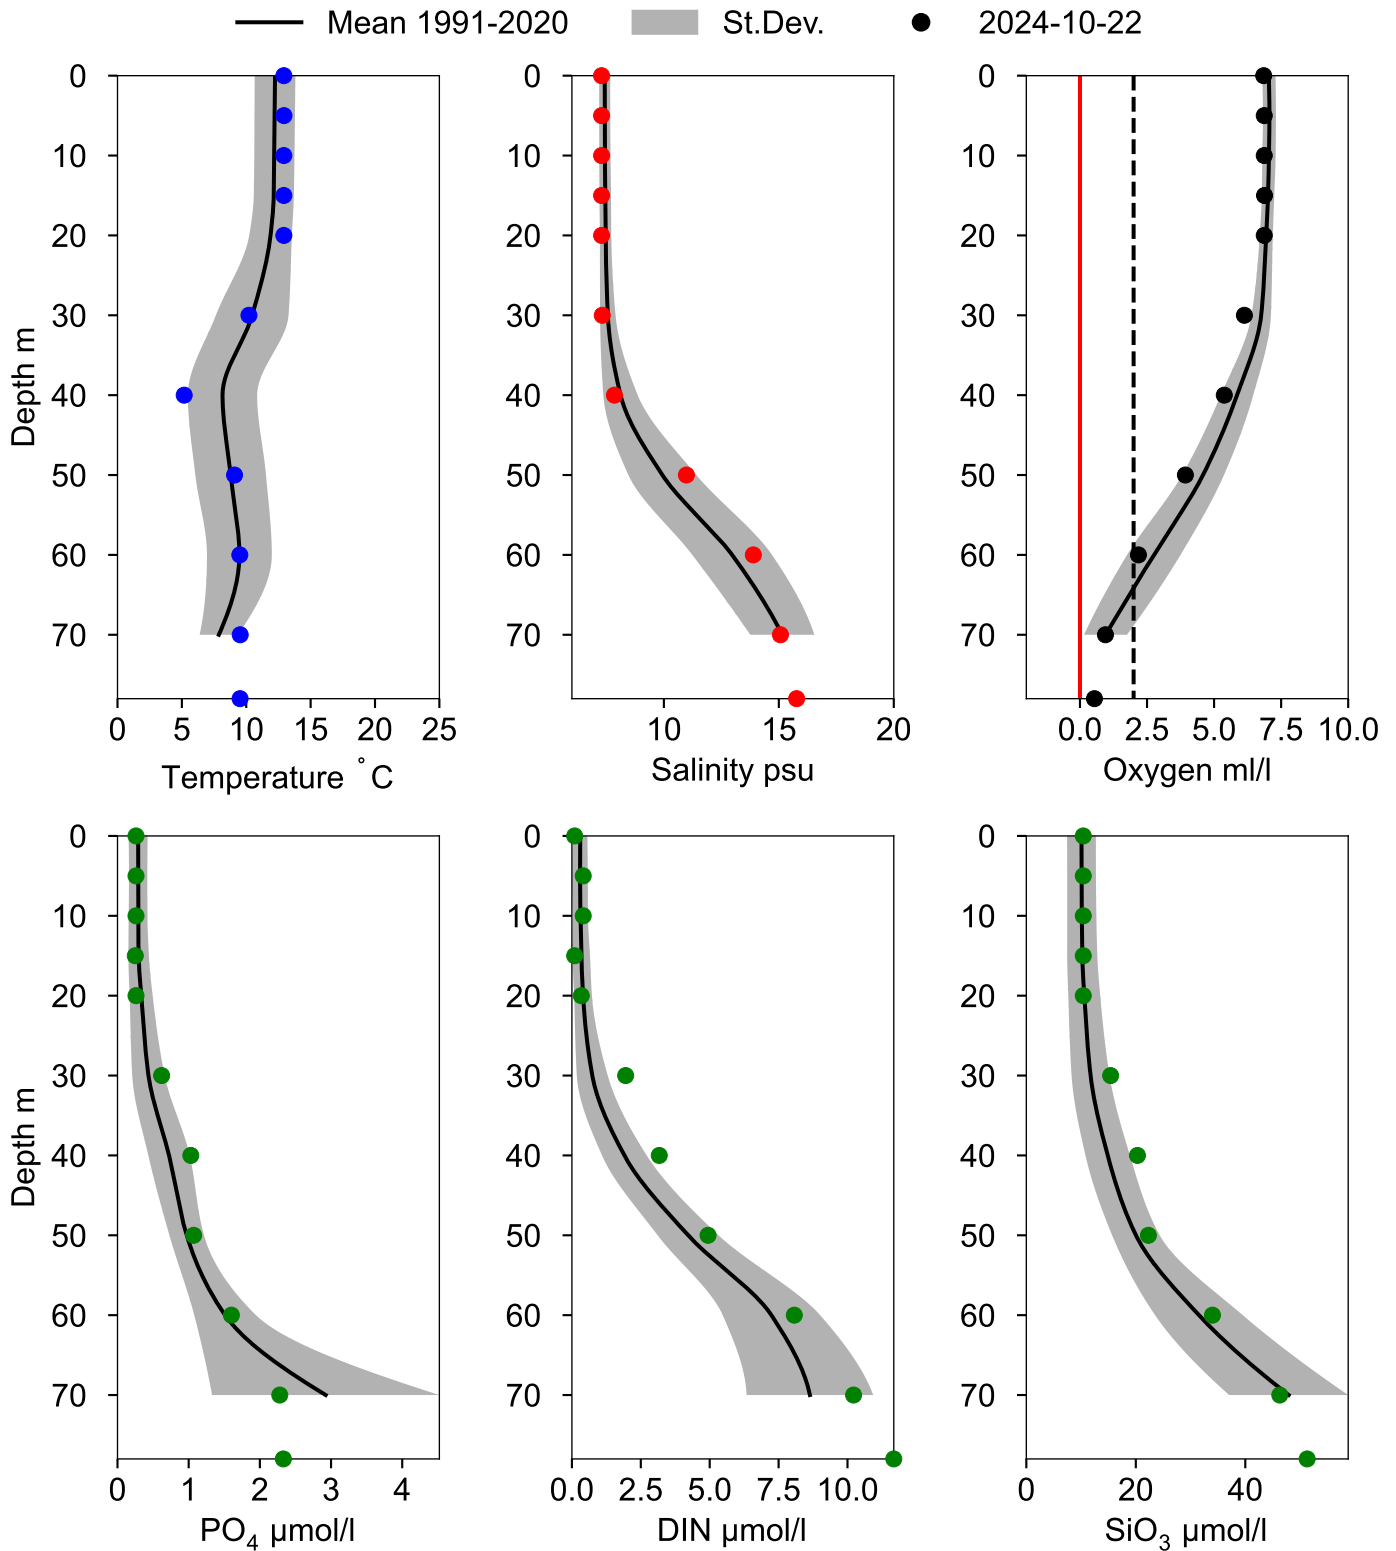 Mean 1991-2020 St.Dev. 2024-10-22
0 0 0
10 10 10
20 20 20
30 30 30
40 40 40
50 50 50
60 60 60
70 70 70
Depth m
0 5 10 15 20 25 10 15 20 0.0 2.5 5.0 7.5 10.0
Temperature °C Salinity psu Oxygen ml/l
0 0 0
10 10 10
20 20 20
30 30 30
40 40 40
50 50 50
60 60 60
70 70 70
Depth m
0 1 2 3 4 0.0 2.5 5.0 7.5 10.0 0 20 40
PO₄ µmol/l DIN µmol/l SiO₃ µmol/l